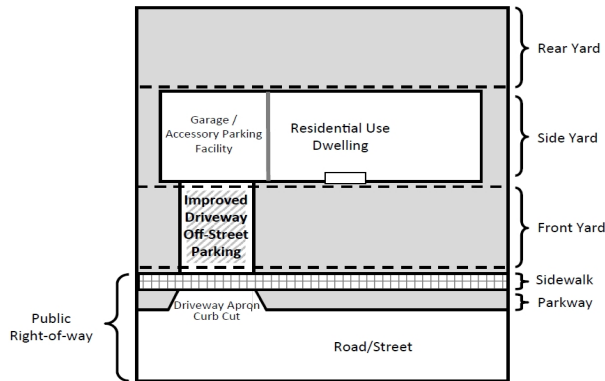 Rear Yard
Garage /
Accessory Parking
Facility
Residential Use
Dwelling
Side Yard
Improved
Driveway
Off-Street
Parking
Front Yard
Sidewalk
Driveway Apron
Curb Cut
Parkway
Public
Right-of-way
Road/Street